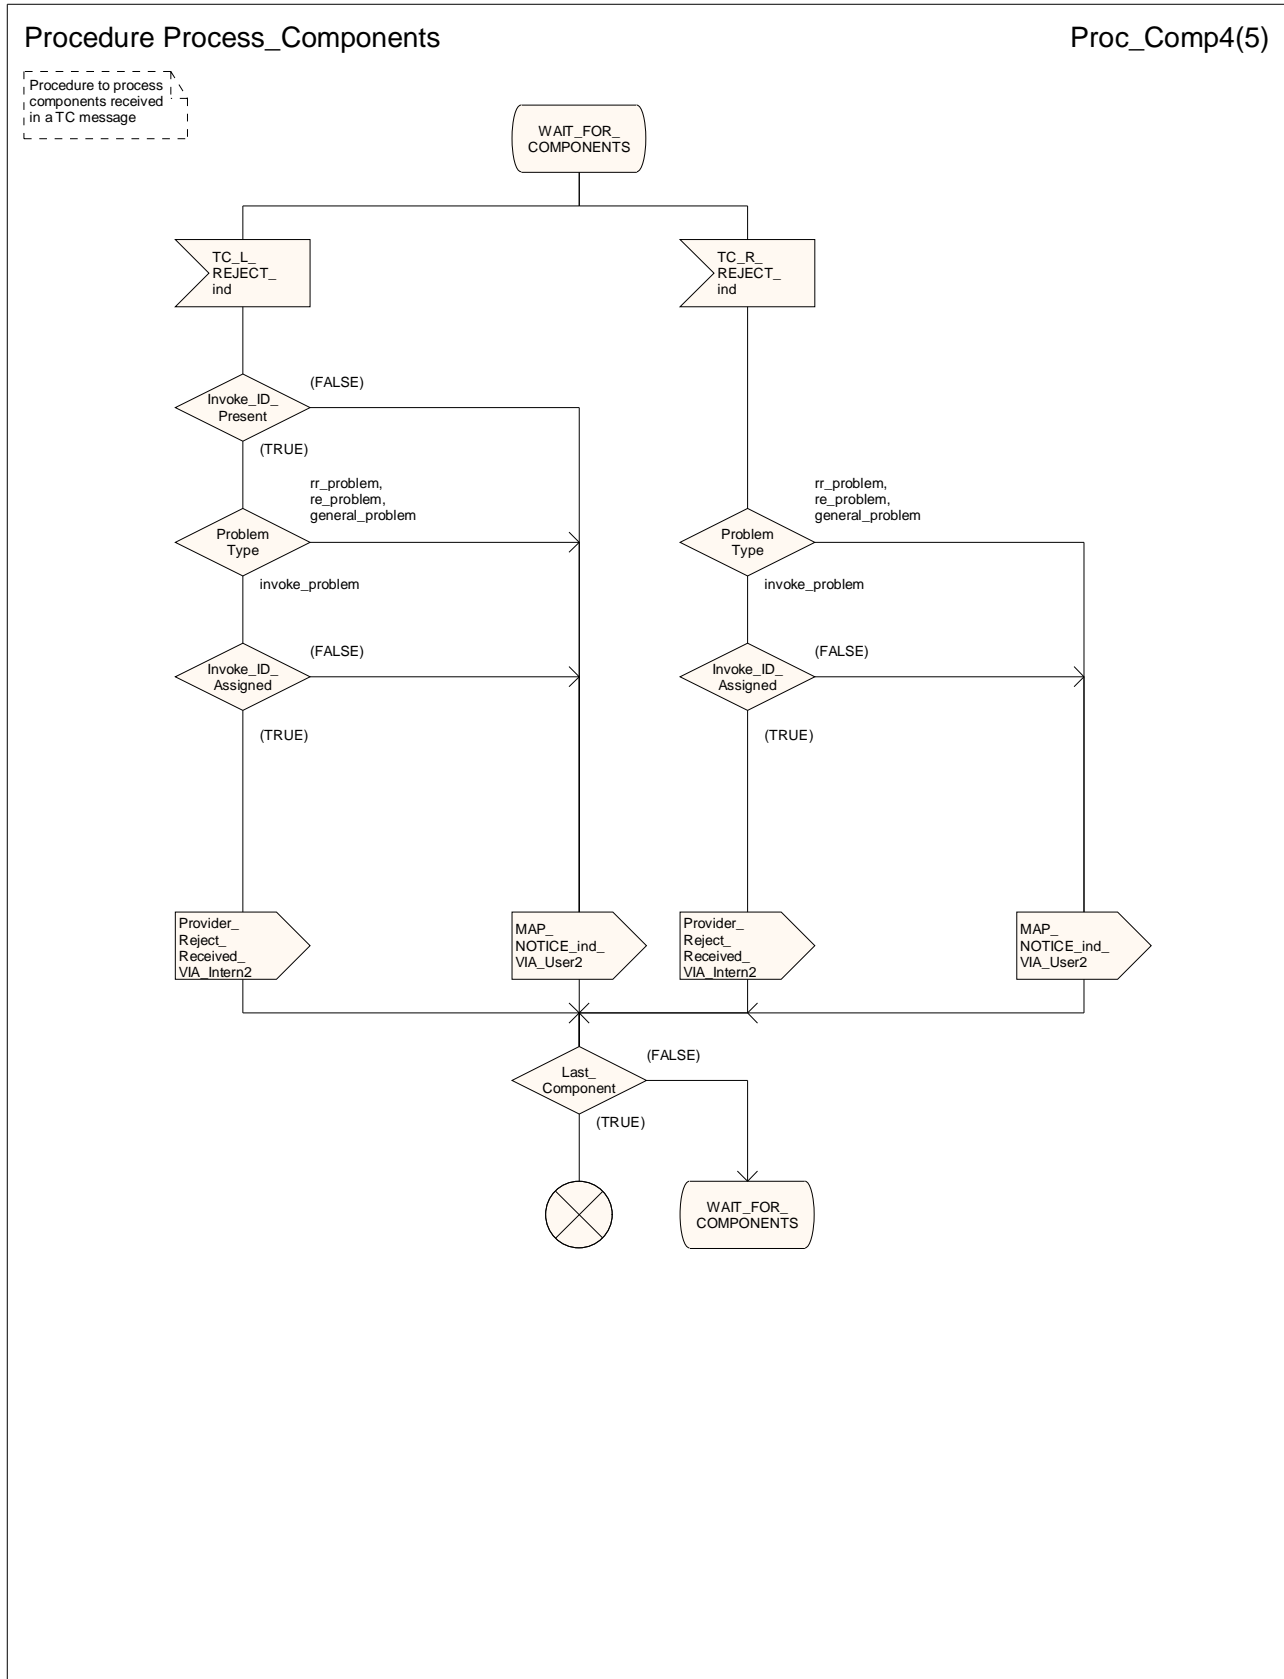 Procedure Process_Components
Proc_Comp4(5)
Procedure to process
components received
in a TC message
WAIT_FOR_
COMPONENTS
TC_L_
REJECT_
ind
TC_R_
REJECT_
ind
(FALSE)
Invoke_ID_
Present
(TRUE)
rr_problem,
re_problem,
general_problem
rr_problem,
re_problem,
general_problem
Problem
Type
Problem
Type
invoke_problem
invoke_problem
(FALSE)
(FALSE)
Invoke_ID_
Assigned
Invoke_ID_
Assigned
(TRUE)
(TRUE)
Provider_
Reject_
Received_
VIA_Intern2
MAP_
NOTICE_ind_
VIA_User2
Provider_
Reject_
Received_
VIA_Intern2
MAP_
NOTICE_ind_
VIA_User2
(FALSE)
Last_
Component
(TRUE)
WAIT_FOR_
COMPONENTS